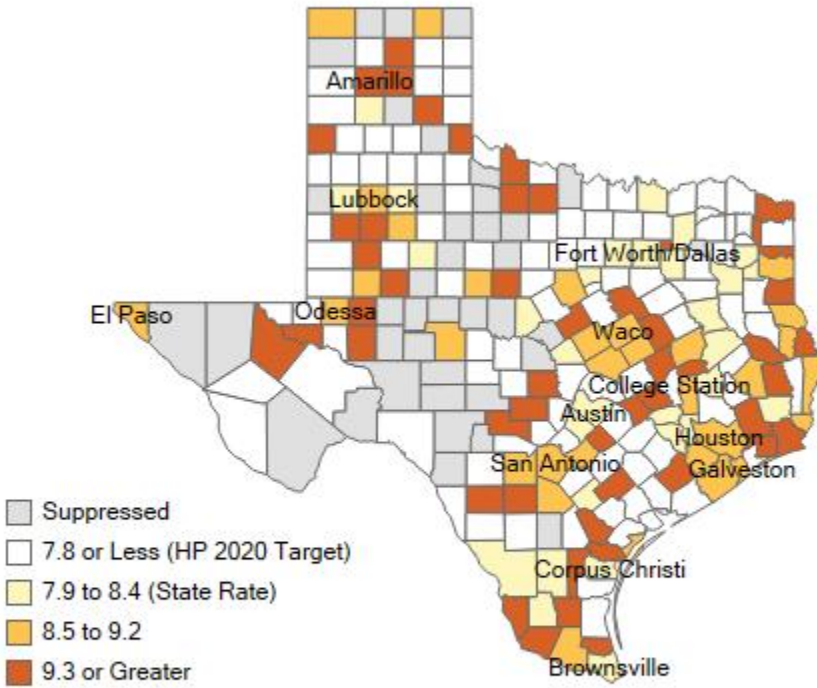 Amarillo
Lubbock
Fort Worth/Dallas
El Paso
Odessa
Waco
College Station
Austin
Houston
San Antonio
Galveston
Corpus Christi
Brownsville
Suppressed
7.8 or Less (HP 2020 Target)
7.9 to 8.4 (State Rate)
8.5 to 9.2
9.3 or Greater